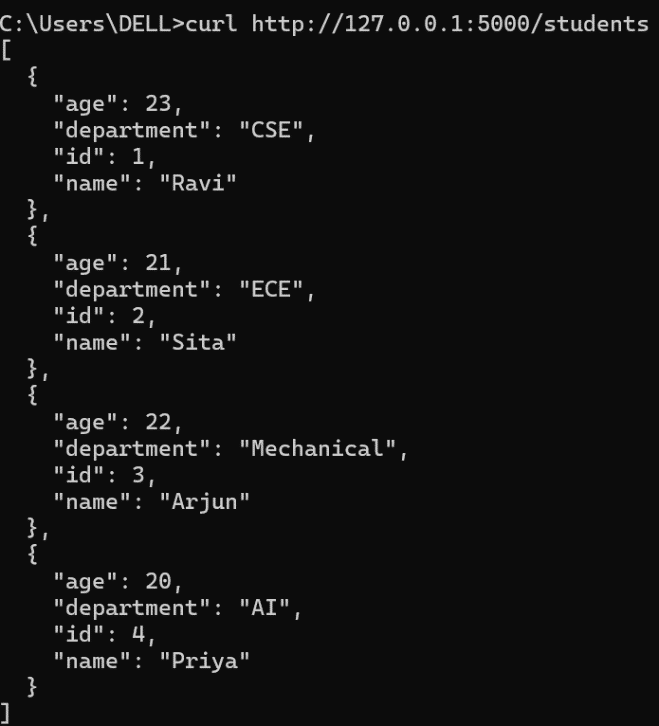 C:\Users\DELL>curl http://127.0.0.1:5000/students
[
  {
    "age": 23,
    "department": "CSE",
    "id": 1,
    "name": "Ravi"
  },
  {
    "age": 21,
    "department": "ECE",
    "id": 2,
    "name": "Sita"
  },
  {
    "age": 22,
    "department": "Mechanical",
    "id": 3,
    "name": "Arjun"
  },
  {
    "age": 20,
    "department": "AI",
    "id": 4,
    "name": "Priya"
  }
]